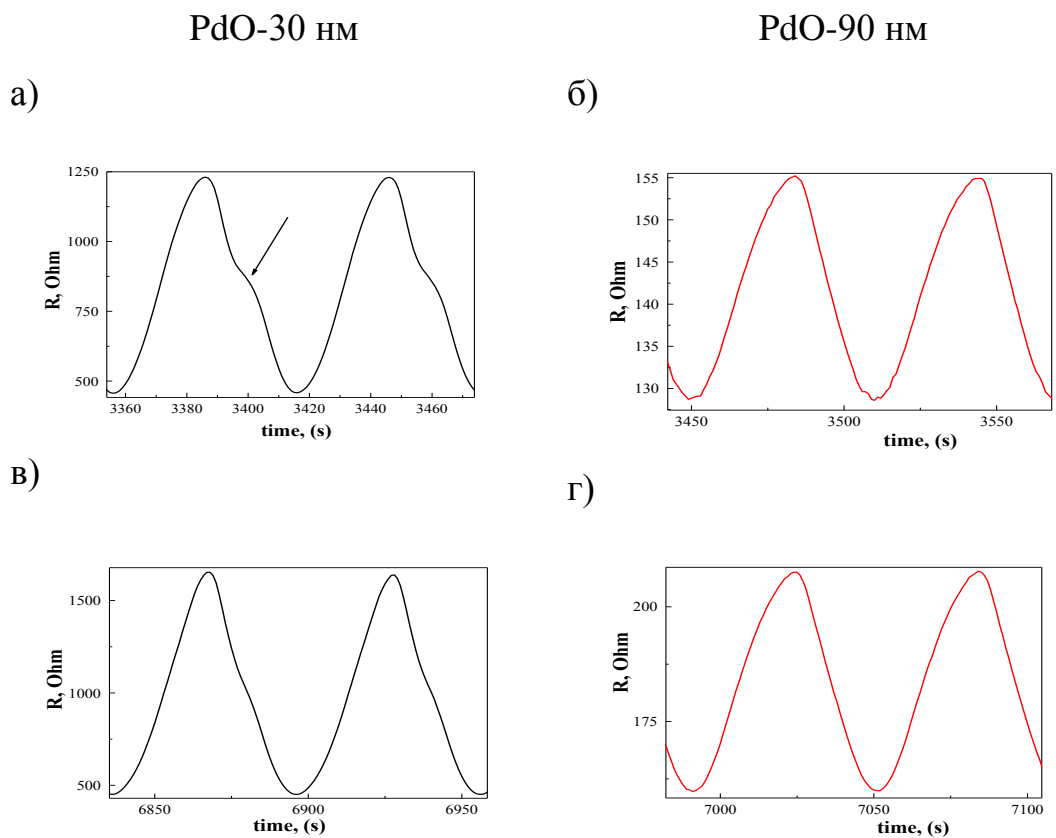 PdO-30 нм
PdO-90 нм
а)
б)
1250
1000
750
500
R, Ohm
3360 3380 3400 3420 3440 3460
time, (s)
155
150
145
140
135
130
R, Ohm
3450 3500 3550
time, (s)
в)
г)
1500
1000
500
R, Ohm
6850 6900 6950
time, (s)
200
175
R, Ohm
7000 7050 7100
time, (s)